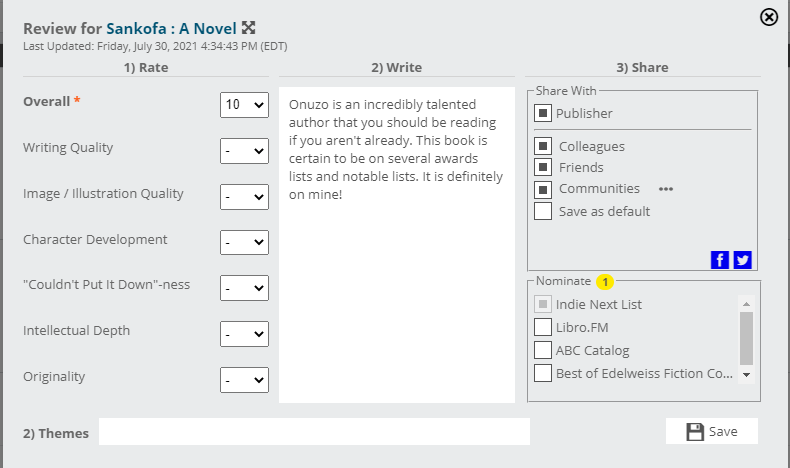 Review for Sankofa : A Novel
Last Updated: Friday, July 30, 2021 4:34:43 PM (EDT)
1) Rate
Overall *
10
Writing Quality
-
Image / Illustration Quality
-
Character Development
-
"Couldn't Put It Down"-ness
-
Intellectual Depth
-
Originality
-
2) Write
Onuzo is an incredibly talented
author that you should be reading
if you aren't already. This book is
certain to be on several awards
lists and notable lists. It is definitely
on mine!
3) Share
Share With
Publisher
Colleagues
Friends
Communities •••
Save as default
Nominate 1
Indie Next List
Libro.FM
ABC Catalog
Best of Edelweiss Fiction Co...
2) Themes
Save